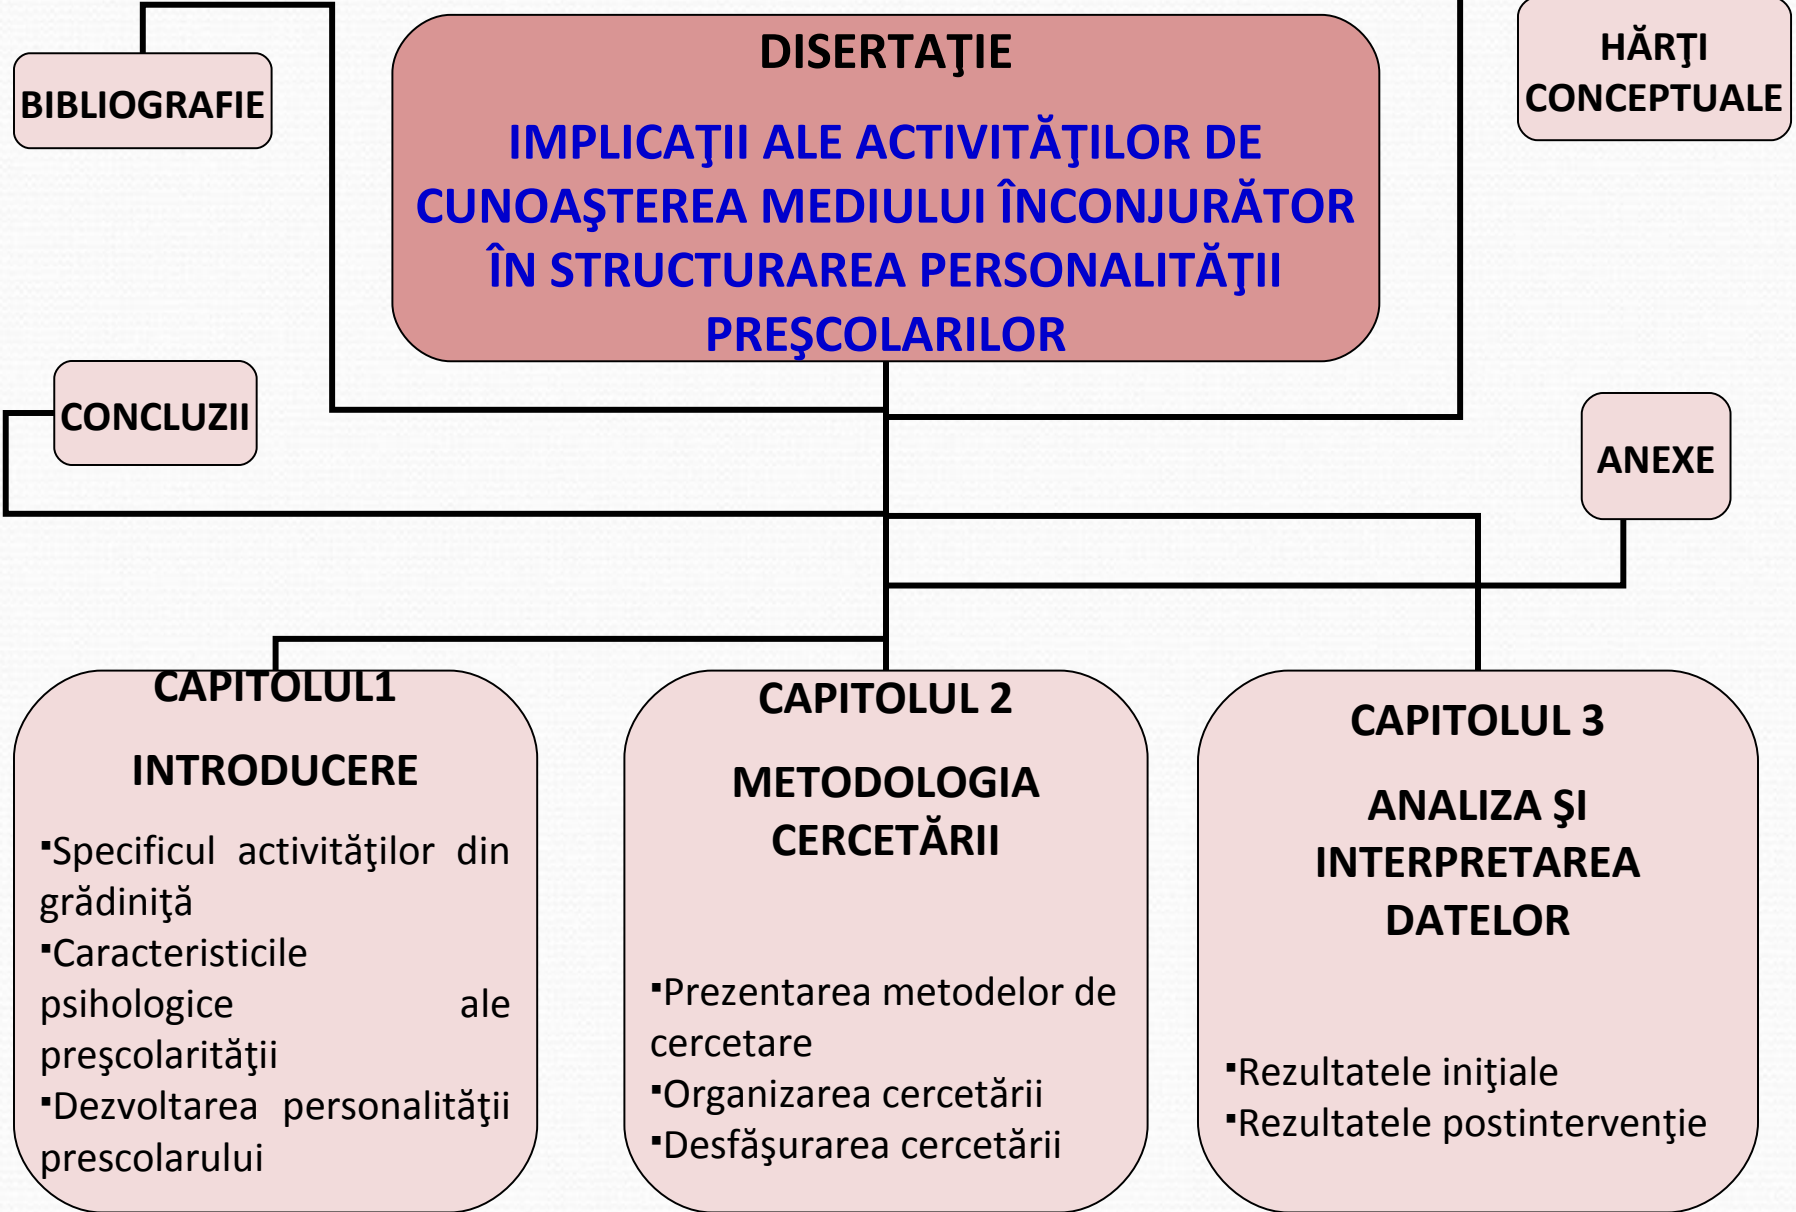 DISERTAŢIE
IMPLICAŢII ALE ACTIVITĂŢILOR DE
CUNOAŞTEREA MEDIULUI ÎNCONJURĂTOR
ÎN STRUCTURAREA PERSONALITĂŢII
PREŞCOLARILOR
BIBLIOGRAFIE
HĂRŢI
CONCEPTUALE
CONCLUZII
ANEXE
CAPITOLUL1
INTRODUCERE
▪Specificul activităţilor din
grădiniţă
▪Caracteristicile
psihologice ale
preşcolarităţii
▪Dezvoltarea personalităţii
prescolarului
CAPITOLUL 2
METODOLOGIA
CERCETĂRII
▪Prezentarea metodelor de
cercetare
▪Organizarea cercetării
▪Desfăşurarea cercetării
CAPITOLUL 3
ANALIZA ŞI
INTERPRETAREA
DATELOR
▪Rezultatele iniţiale
▪Rezultatele postintervenţie